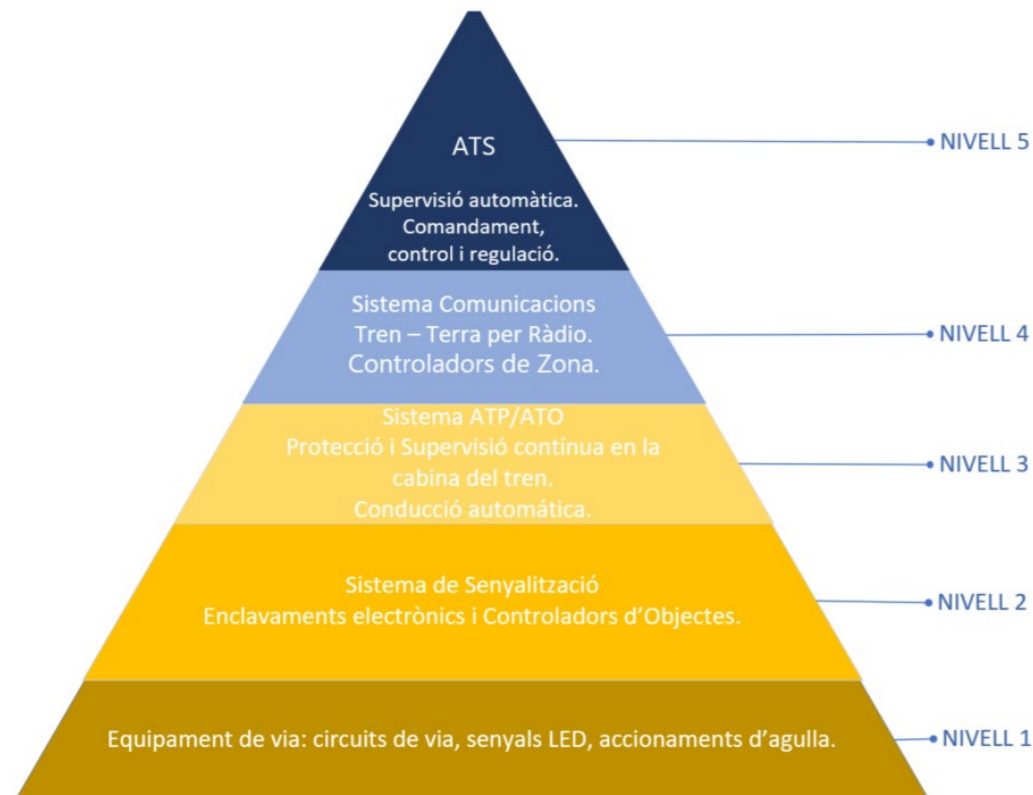 ATS
Supervisió automàtica.
Comandament,
control i regulació.
NIVELL 5
Sistema Comunicacions
Tren – Terra per Ràdio.
Controladors de Zona.
NIVELL 4
Sistema ATP/ATO
Protecció i Supervisió contínua en la
cabina del tren.
Conducció automática.
NIVELL 3
Sistema de Senyalització
Enclavaments electrònics i Controladors d’Objectes.
NIVELL 2
Equipament de via: circuits de via, senyals LED, accionaments d’agulla.
NIVELL 1